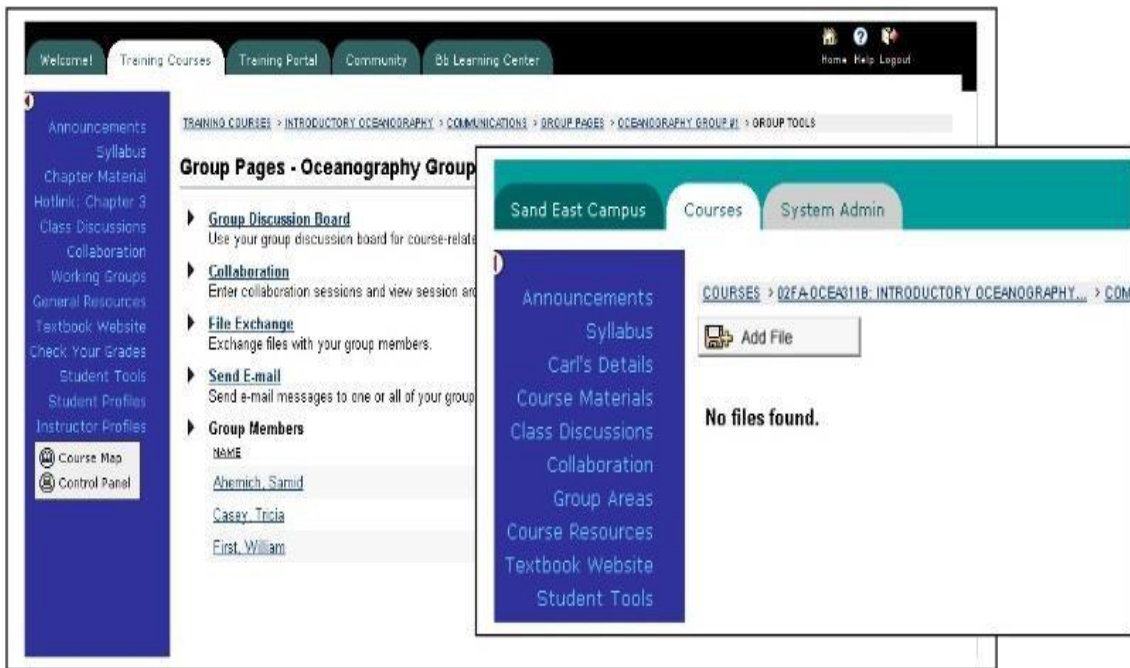 Welcome! Training Courses Training Portal Community Bb Learning Center
Home Help Logout
TRAINING COURSES > INTRODUCTORY OCEANOGRAPHY > COMMUNICATIONS > GROUP PAGES > OCEANOGRAPHY GROUP #1 > GROUP TOOLS
Announcements
Syllabus
Chapter Material
Hotlink: Chapter 3
Class Discussions
Collaboration
Working Groups
General Resources
Textbook Website
Check Your Grades
Student Tools
Student Profiles
Instructor Profiles
Course Map
Control Panel
Group Pages - Oceanography Group
Group Discussion Board
Use your group discussion board for course-relate
Collaboration
Enter collaboration sessions and view session arc
File Exchange
Exchange files with your group members.
Send E-mail
Send e-mail messages to one or all of your group
Group Members
NAME
Ahemich, Samid
Casey, Tricia
First, William
Sand East Campus Courses System Admin
COURSES > 02FA-OCEA311B: INTRODUCTORY OCEANOGRAPHY... > COM
Announcements
Syllabus
Carl's Details
Course Materials
Class Discussions
Collaboration
Group Areas
Course Resources
Textbook Website
Student Tools
Add File
No files found.